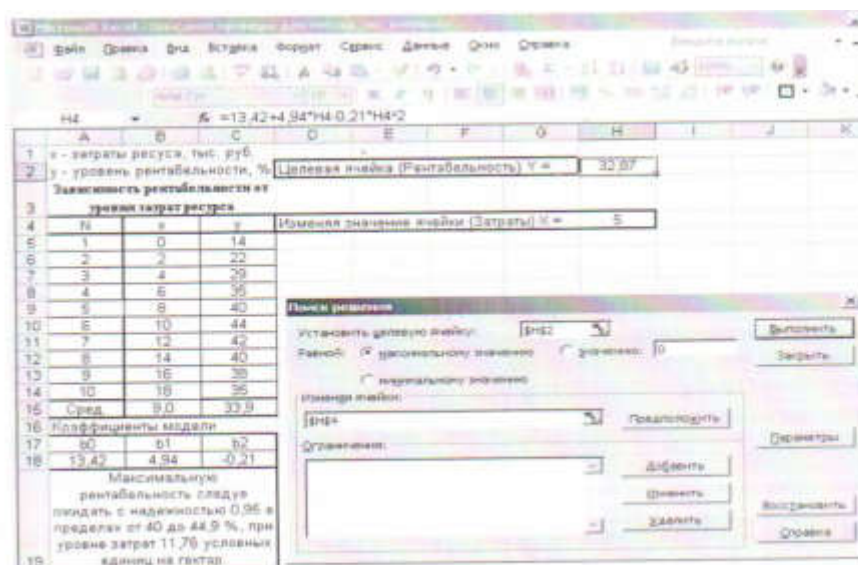 Файл Правка Вид Вставка Формат Сервис Данные Окно Справка
H4 fx =13,42+4,94*H4-0,21*H4^2
A B C D E F G H I J K
1 x - затраты ресуса, тыс. руб.
2 y - уровень рентабельности, % Целевая ячейка (Рентабельность) Y = 32,87
Зависимость рентабельности от
3 уровня затрат ресурса
4 N x y Изменяя значение ячейки (Затраты) X = 5
5 1 0 14
6 2 2 22
7 3 4 29
8 4 6 35
9 5 8 40
10 6 10 44
11 7 12 42
12 8 14 40
13 9 16 38
14 10 18 35
15 Сред. 9,0 33,9
16 Коэффициенты модели
17 b0 b1 b2
18 13,42 4,94 -0,21
Максимальную
рентабельность следуе
ожидать с надежностью 0,95 в
пределах от 40 до 44,9 %, при
уровне затрат 11,76 условных
19 единиц на гектар
Поиск решения
Установить целевую ячейку: $H$2 Выполнить
Равной: максимальному значению значению: 0 Закрыть
минимальному значению
Изменяя ячейки:
$H$4 Предположить
Ограничения: Параметры
Добавить
Изменить
Удалить Восстановить
Справка